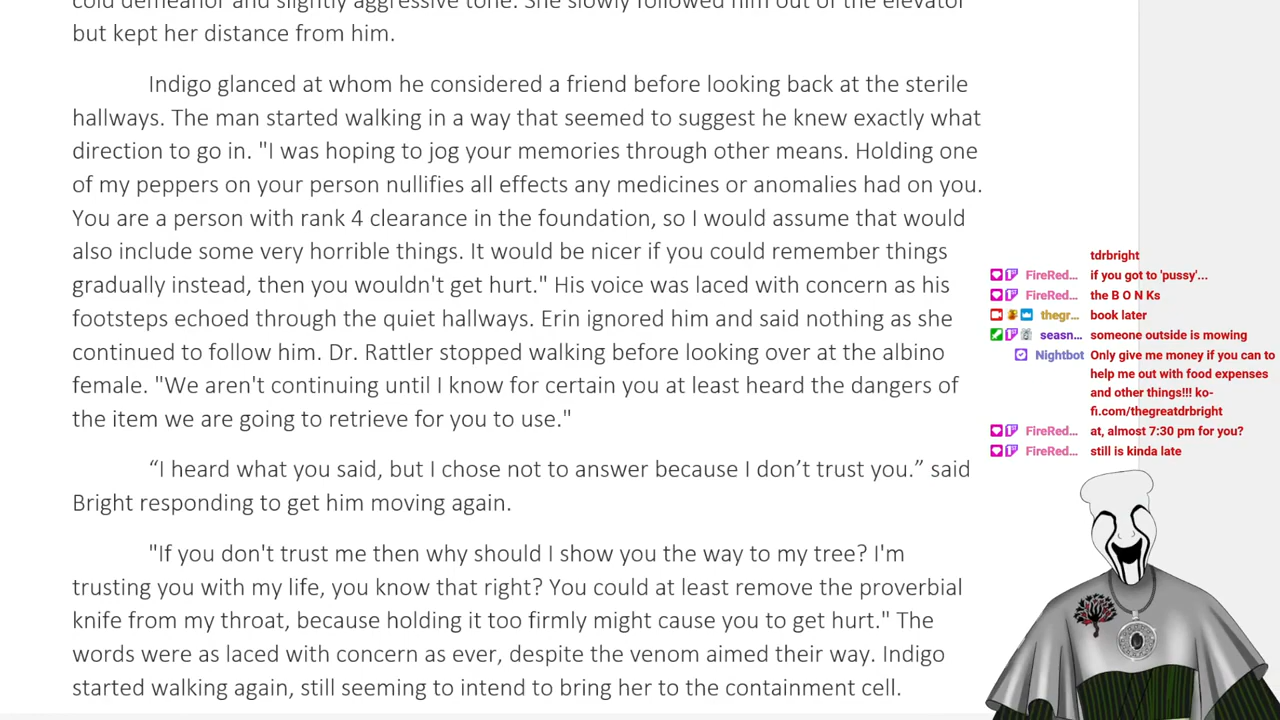 cold demeanor and slightly aggressive tone. She slowly followed him out of the elevator
but kept her distance from him.
Indigo glanced at whom he considered a friend before looking back at the sterile
hallways. The man started walking in a way that seemed to suggest he knew exactly what
direction to go in. "I was hoping to jog your memories through other means. Holding one
of my peppers on your person nullifies all effects any medicines or anomalies had on you.
You are a person with rank 4 clearance in the foundation, so I would assume that would
also include some very horrible things. It would be nicer if you could remember things
gradually instead, then you wouldn't get hurt." His voice was laced with concern as his
footsteps echoed through the quiet hallways. Erin ignored him and said nothing as she
continued to follow him. Dr. Rattler stopped walking before looking over at the albino
female. "We aren't continuing until I know for certain you at least heard the dangers of
the item we are going to retrieve for you to use."
“I heard what you said, but I chose not to answer because I don’t trust you.” said
Bright responding to get him moving again.
"If you don't trust me then why should I show you the way to my tree? I'm
trusting you with my life, you know that right? You could at least remove the proverbial
knife from my throat, because holding it too firmly might cause you to get hurt." The
words were as laced with concern as ever, despite the venom aimed their way. Indigo
started walking again, still seeming to intend to bring her to the containment cell.
tdrbright
FireRed... if you got to 'pussy'...
FireRed... the B O N Ks
thegr... book later
seasn... someone outside is mowing
Nightbot Only give me money if you can to
help me out with food expenses
and other things!!! ko-
fi.com/thegreatdrbright
FireRed... at, almost 7:30 pm for you?
FireRed... still is kinda late